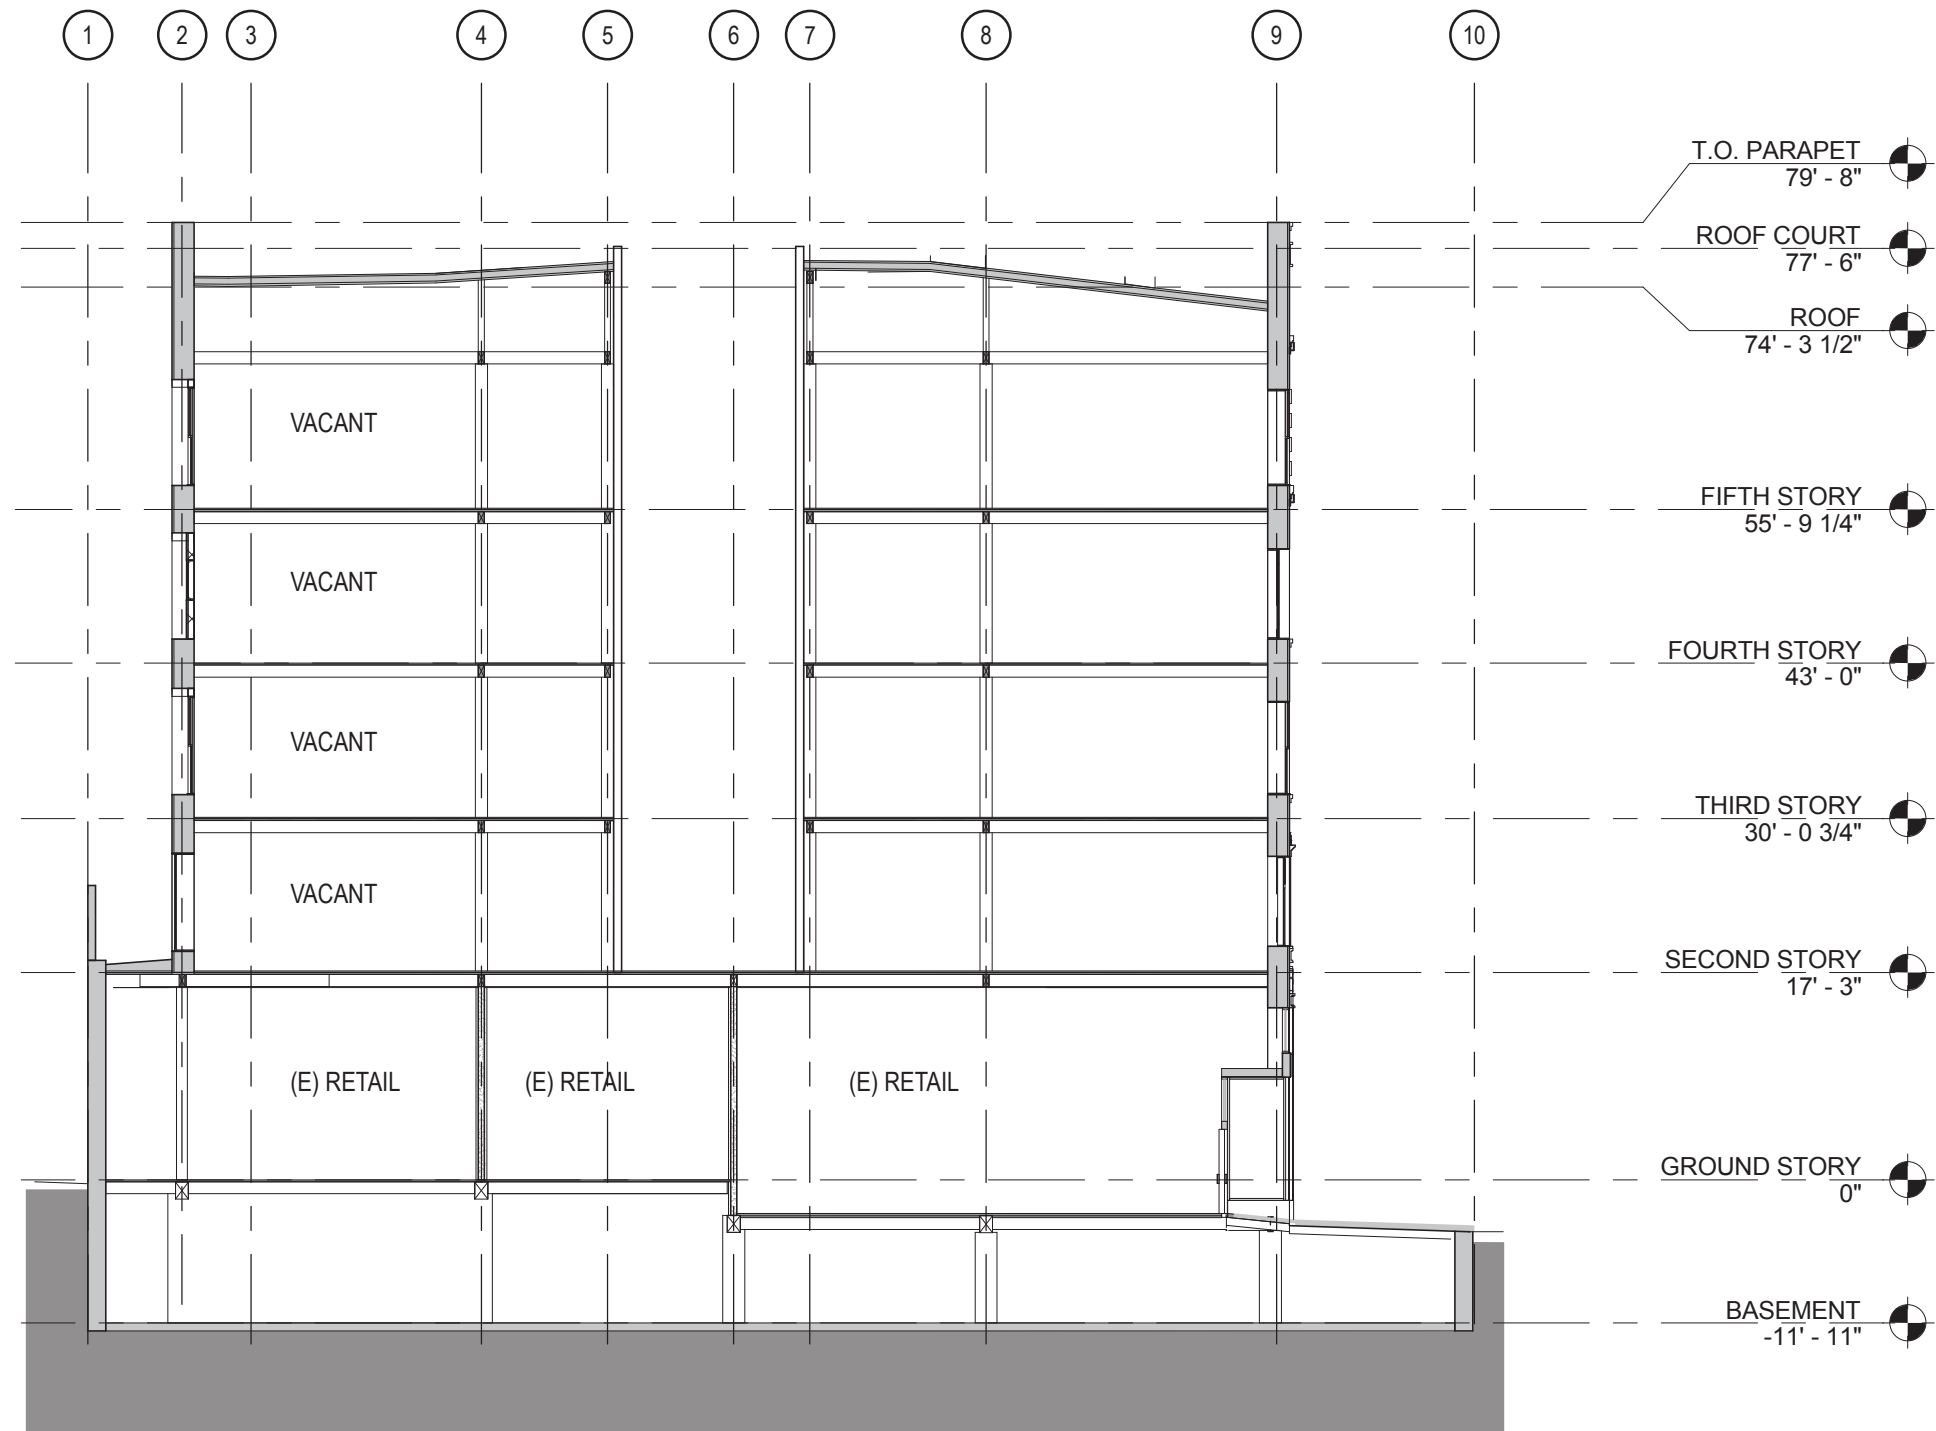 1 2 3 4 5 6 7 8 9 10
T.O. PARAPET
79' - 8"
ROOF COURT
77' - 6"
ROOF
74' - 3 1/2"
VACANT
FIFTH STORY
55' - 9 1/4"
VACANT
FOURTH STORY
43' - 0"
VACANT
THIRD STORY
30' - 0 3/4"
VACANT
SECOND STORY
17' - 3"
(E) RETAIL (E) RETAIL (E) RETAIL
GROUND STORY
0"
BASEMENT
-11' - 11"